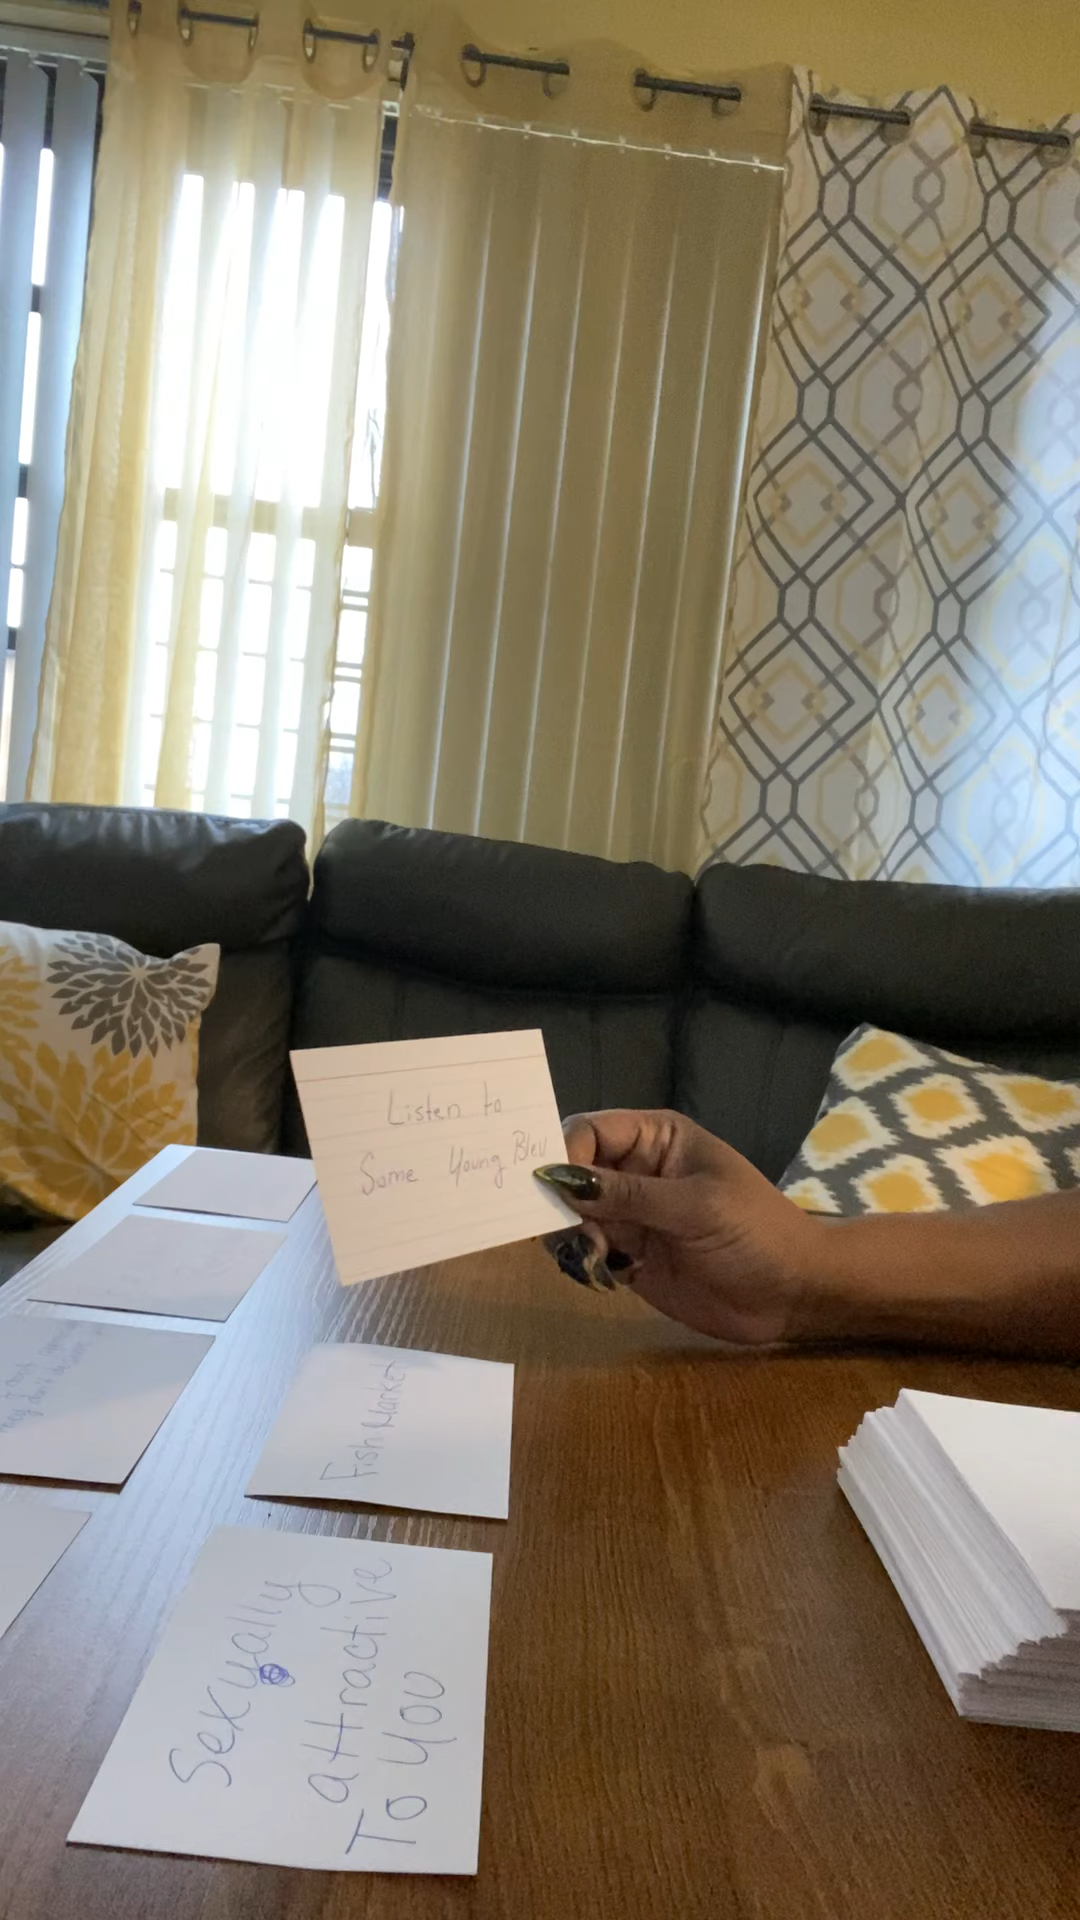 Listen to
Some Young Bleu
Fish Market
Sexually
attractive
To You